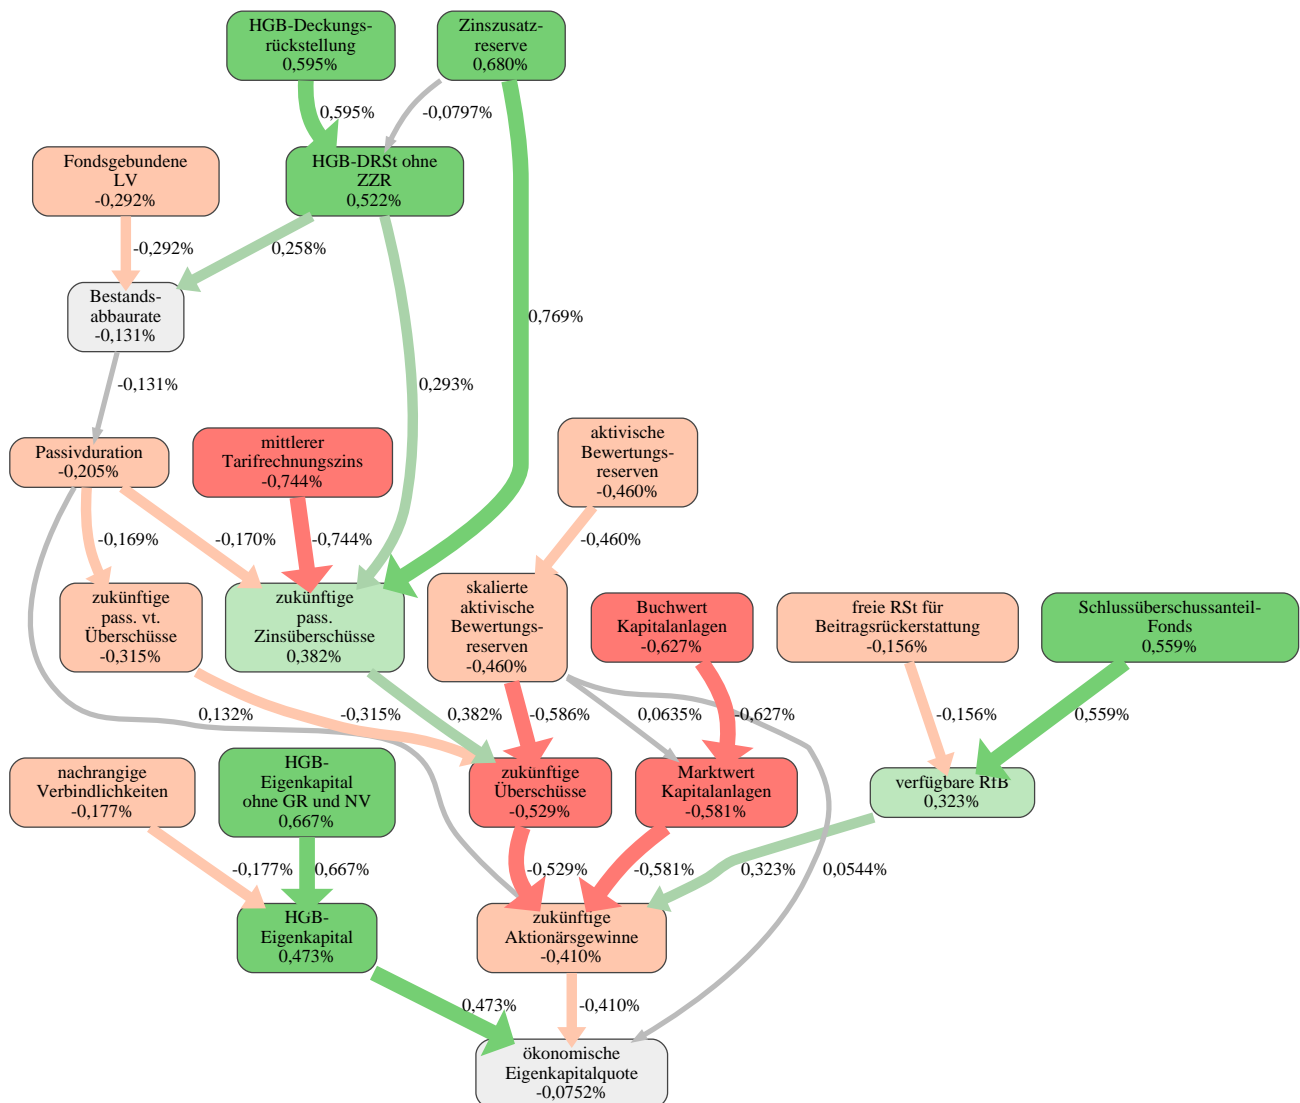 HGB-Deckungs-
rückstellung
0,595%
Zinszusatz-
reserve
0,680%
0,595%
-0,0797%
Fondsgebundene
LV
-0,292%
HGB-DRSt ohne
ZZR
0,522%
-0,292%
0,258%
Bestands-
abbaurate
-0,131%
0,769%
-0,131%
0,293%
Passivduration
-0,205%
mittlerer
Tarifrechnungszins
-0,744%
aktivische
Bewertungs-
reserven
-0,460%
-0,169%
-0,170%
-0,744%
-0,460%
zukünftige
pass. vt.
Überschüsse
-0,315%
zukünftige
pass.
Zinsüberschüsse
0,382%
skalierte
aktivische
Bewertungs-
reserven
-0,460%
Buchwert
Kapitalanlagen
-0,627%
freie RSt für
Beitragsrückerstattung
-0,156%
Schlussüberschussanteil-
Fonds
0,559%
0,132%
-0,315%
0,382%
-0,586%
0,0635%
-0,627%
-0,156%
0,559%
nachrangige
Verbindlichkeiten
-0,177%
HGB-
Eigenkapital
ohne GR und NV
0,667%
zukünftige
Überschüsse
-0,529%
Marktwert
Kapitalanlagen
-0,581%
verfügbare RfB
0,323%
-0,177%
0,667%
-0,529%
-0,581%
0,323%
0,0544%
HGB-
Eigenkapital
0,473%
zukünftige
Aktionärsgewinne
-0,410%
0,473%
-0,410%
ökonomische
Eigenkapitalquote
-0,0752%